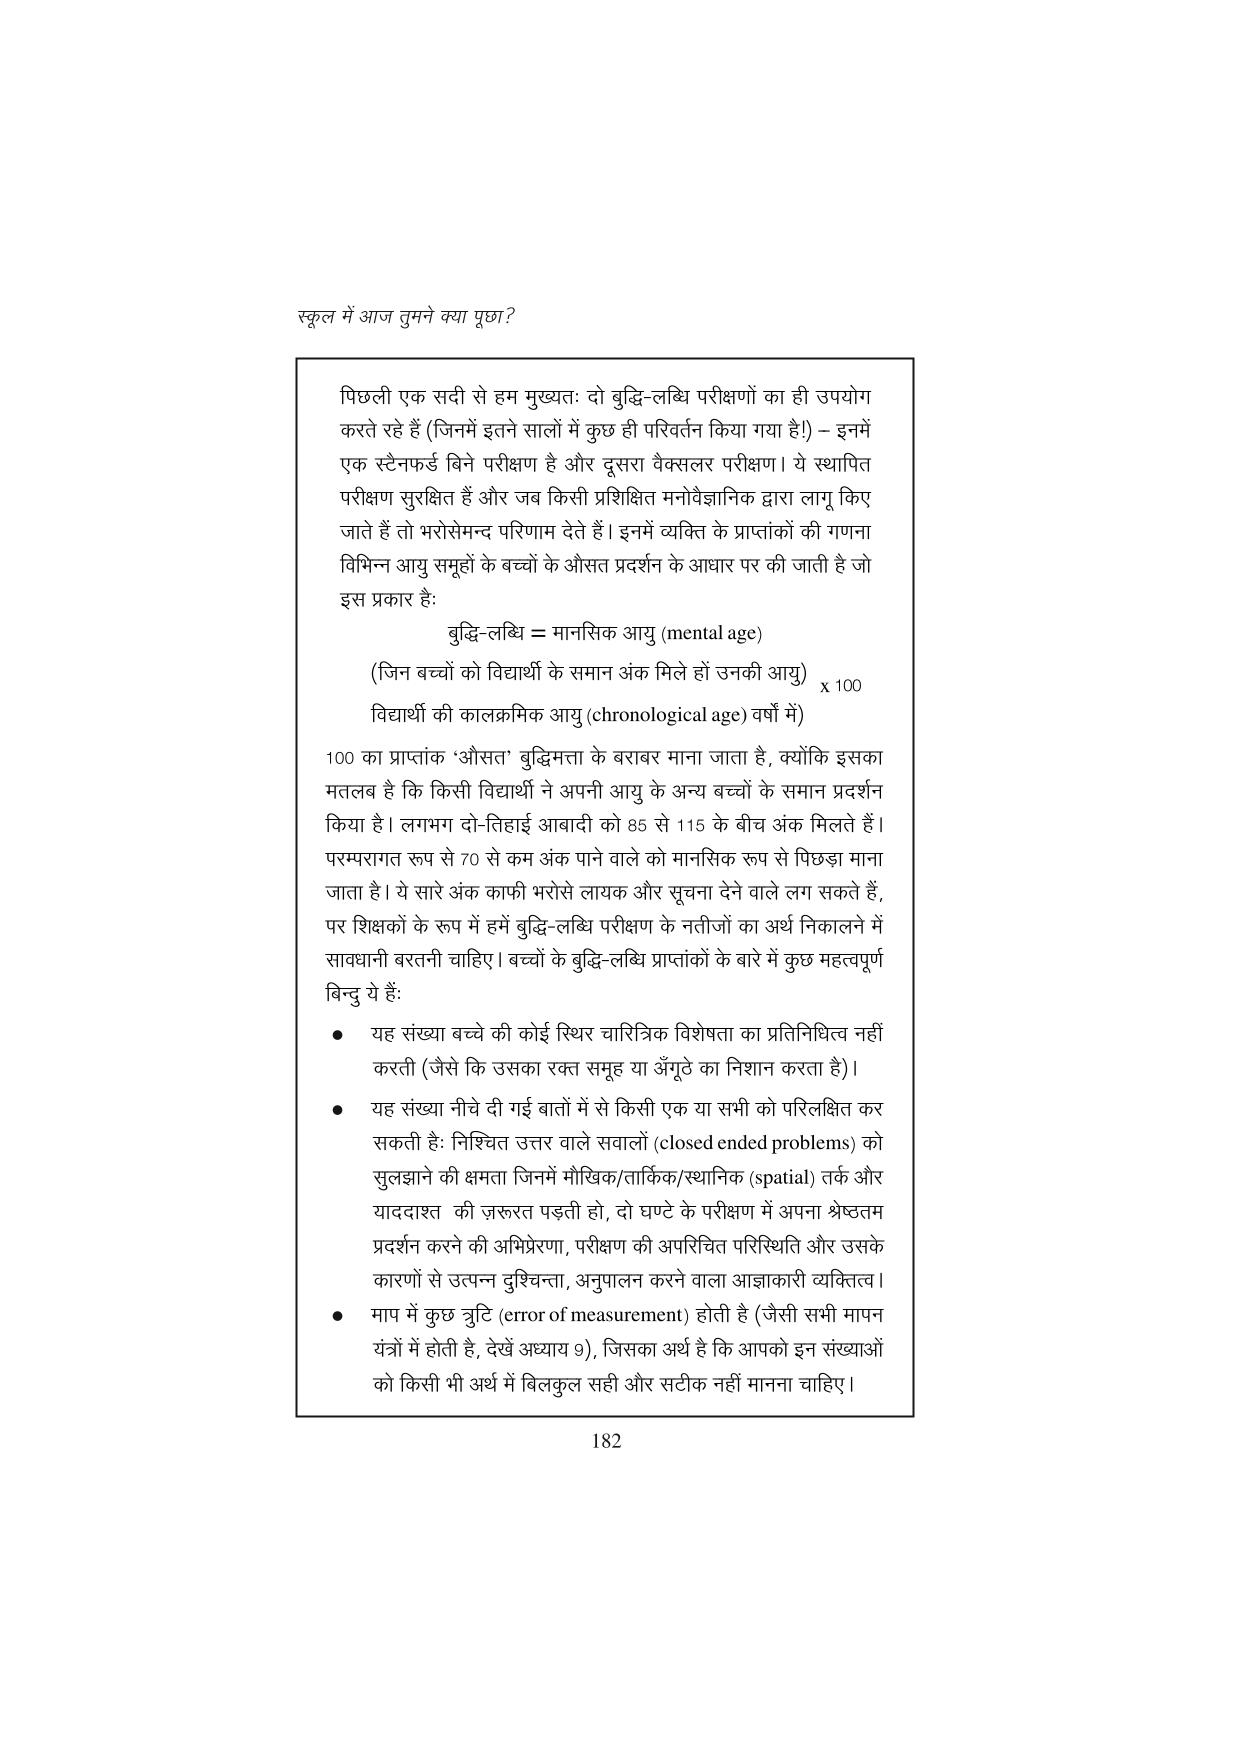 स्कूल में आज तुमने क्या पूछा?
पिछली एक सदी से हम मुख्यतः दो बुद्धि-लब्धि परीक्षणों का ही उपयोग
करते रहे हैं (जिनमें इतने सालों में कुछ ही परिवर्तन किया गया है!) – इनमें
एक स्टैनफर्ड बिने परीक्षण है और दूसरा वैक्सलर परीक्षण। ये स्थापित
परीक्षण सुरक्षित हैं और जब किसी प्रशिक्षित मनोवैज्ञानिक द्वारा लागू किए
जाते हैं तो भरोसेमन्द परिणाम देते हैं। इनमें व्यक्ति के प्राप्तांकों की गणना
विभिन्न आयु समूहों के बच्चों के औसत प्रदर्शन के आधार पर की जाती है जो
इस प्रकार हैः
बुद्धि-लब्धि = मानसिक आयु (mental age)
(जिन बच्चों को विद्यार्थी के समान अंक मिले हों उनकी आयु) x 100
विद्यार्थी की कालक्रमिक आयु (chronological age) वर्षों में)
100 का प्राप्तांक ‘औसत’ बुद्धिमत्ता के बराबर माना जाता है, क्योंकि इसका
मतलब है कि किसी विद्यार्थी ने अपनी आयु के अन्य बच्चों के समान प्रदर्शन
किया है। लगभग दो-तिहाई आबादी को 85 से 115 के बीच अंक मिलते हैं।
परम्परागत रूप से 70 से कम अंक पाने वाले को मानसिक रूप से पिछड़ा माना
जाता है। ये सारे अंक काफी भरोसे लायक और सूचना देने वाले लग सकते हैं,
पर शिक्षकों के रूप में हमें बुद्धि-लब्धि परीक्षण के नतीजों का अर्थ निकालने में
सावधानी बरतनी चाहिए। बच्चों के बुद्धि-लब्धि प्राप्तांकों के बारे में कुछ महत्वपूर्ण
बिन्दु ये हैंः
● यह संख्या बच्चे की कोई स्थिर चारित्रिक विशेषता का प्रतिनिधित्व नहीं
करती (जैसे कि उसका रक्त समूह या अँगूठे का निशान करता है)।
● यह संख्या नीचे दी गई बातों में से किसी एक या सभी को परिलक्षित कर
सकती हैः निश्चित उत्तर वाले सवालों (closed ended problems) को
सुलझाने की क्षमता जिनमें मौखिक/तार्किक/स्थानिक (spatial) तर्क और
याददाश्त की ज़रूरत पड़ती हो, दो घण्टे के परीक्षण में अपना श्रेष्ठतम
प्रदर्शन करने की अभिप्रेरणा, परीक्षण की अपरिचित परिस्थिति और उसके
कारणों से उत्पन्न दुश्चिन्ता, अनुपालन करने वाला आज्ञाकारी व्यक्तित्व।
● माप में कुछ त्रुटि (error of measurement) होती है (जैसी सभी मापन
यंत्रों में होती है, देखें अध्याय 9), जिसका अर्थ है कि आपको इन संख्याओं
को किसी भी अर्थ में बिलकुल सही और सटीक नहीं मानना चाहिए।
182